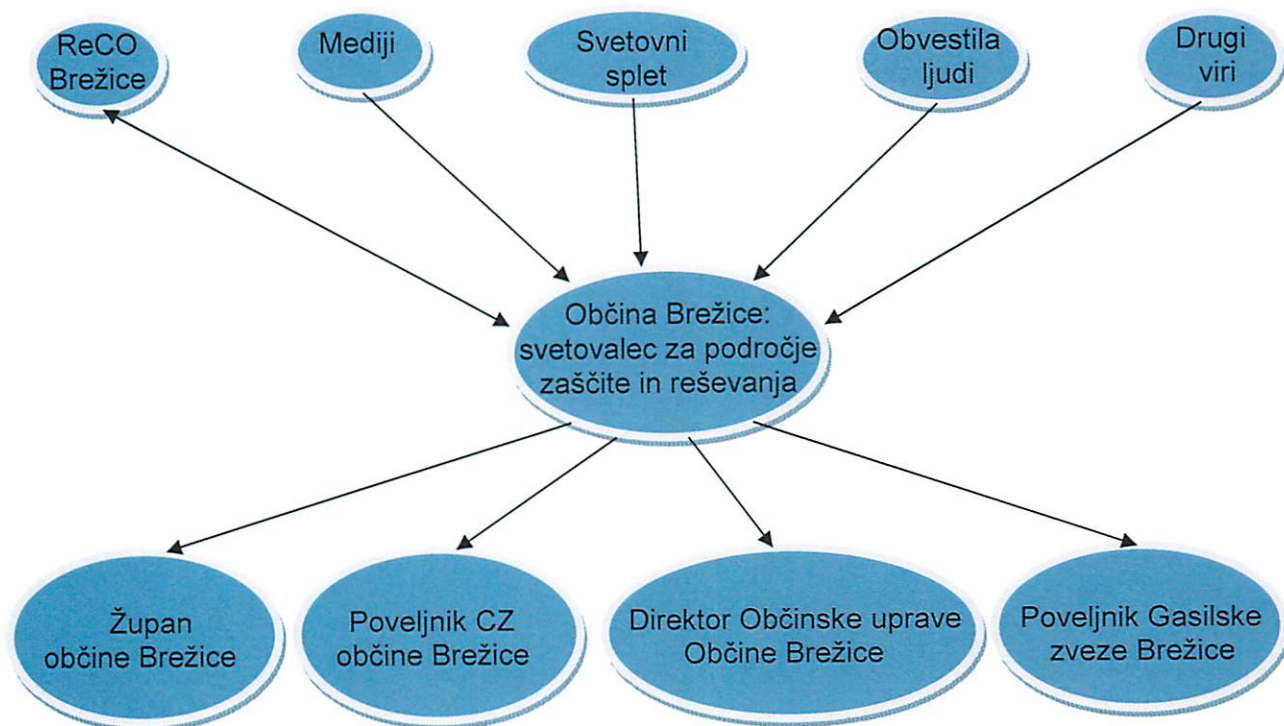 ReCO
Brežice
Mediji
Svetovni
splet
Obvestila
ljudi
Drugi
viri
Občina Brežice:
svetovalec za področje
zaščite in reševanja
Župan
občine Brežice
Poveljnik CZ
občine Brežice
Direktor Občinske uprave
Občine Brežice
Poveljnik Gasilske
zveze Brežice